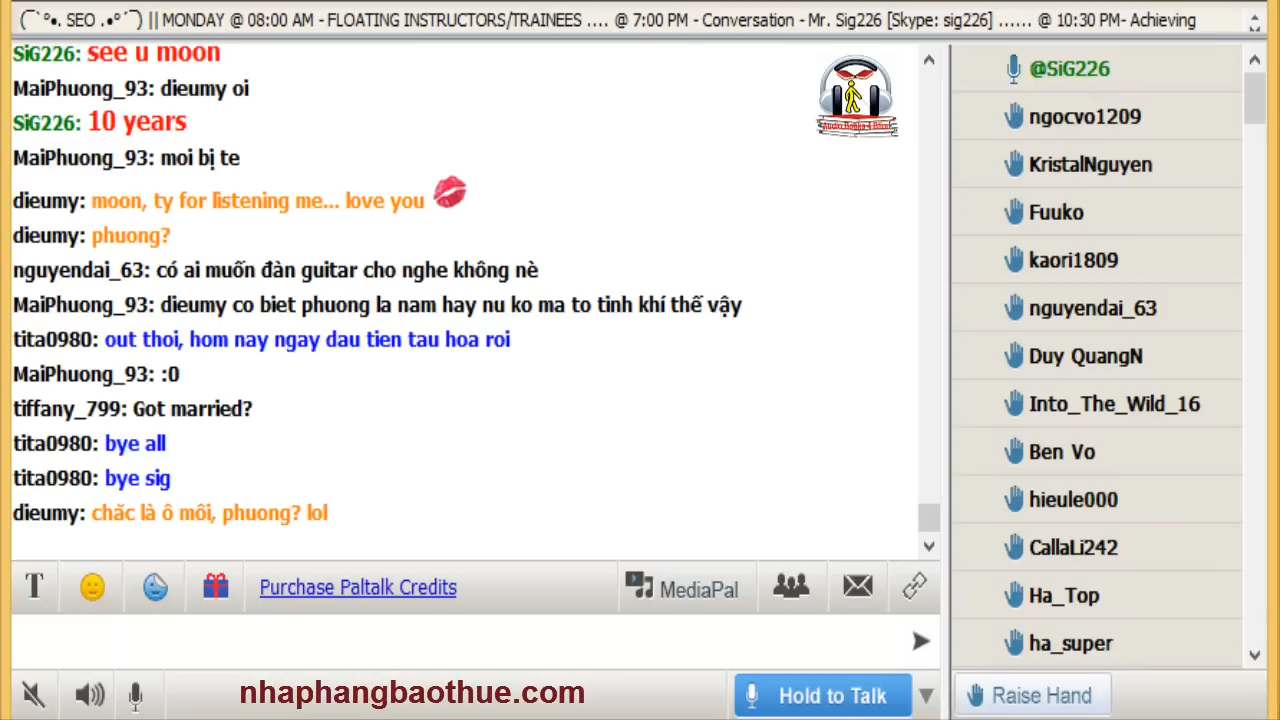 (¯`°•. SEO .•°´¯) || MONDAY @ 08:00 AM - FLOATING INSTRUCTORS/TRAINEES .... @ 7:00 PM - Conversation - Mr. Sig226 [Skype: sig226] ...... @ 10:30 PM- Achieving
SiG226: see u moon
MaiPhuong_93: dieumy oi
SiG226: 10 years
MaiPhuong_93: moi bị te
dieumy: moon, ty for listening me... love you
dieumy: phuong?
nguyendai_63: có ai muốn đàn guitar cho nghe không nè
MaiPhuong_93: dieumy co biet phuong la nam hay nu ko ma to tinh khí thế vậy
tita0980: out thoi, hom nay ngay dau tien tau hoa roi
MaiPhuong_93: :0
tiffany_799: Got married?
tita0980: bye all
tita0980: bye sig
dieumy: chăc là ô môi, phuong? lol
Audio Books 4 Blind
@SiG226
ngocvo1209
KristalNguyen
Fuuko
kaori1809
nguyendai_63
Duy QuangN
Into_The_Wild_16
Ben Vo
hieule000
CallaLi242
Ha_Top
ha_super
T
Purchase Paltalk Credits
MediaPal
nhaphangbaothue.com
Hold to Talk
Raise Hand